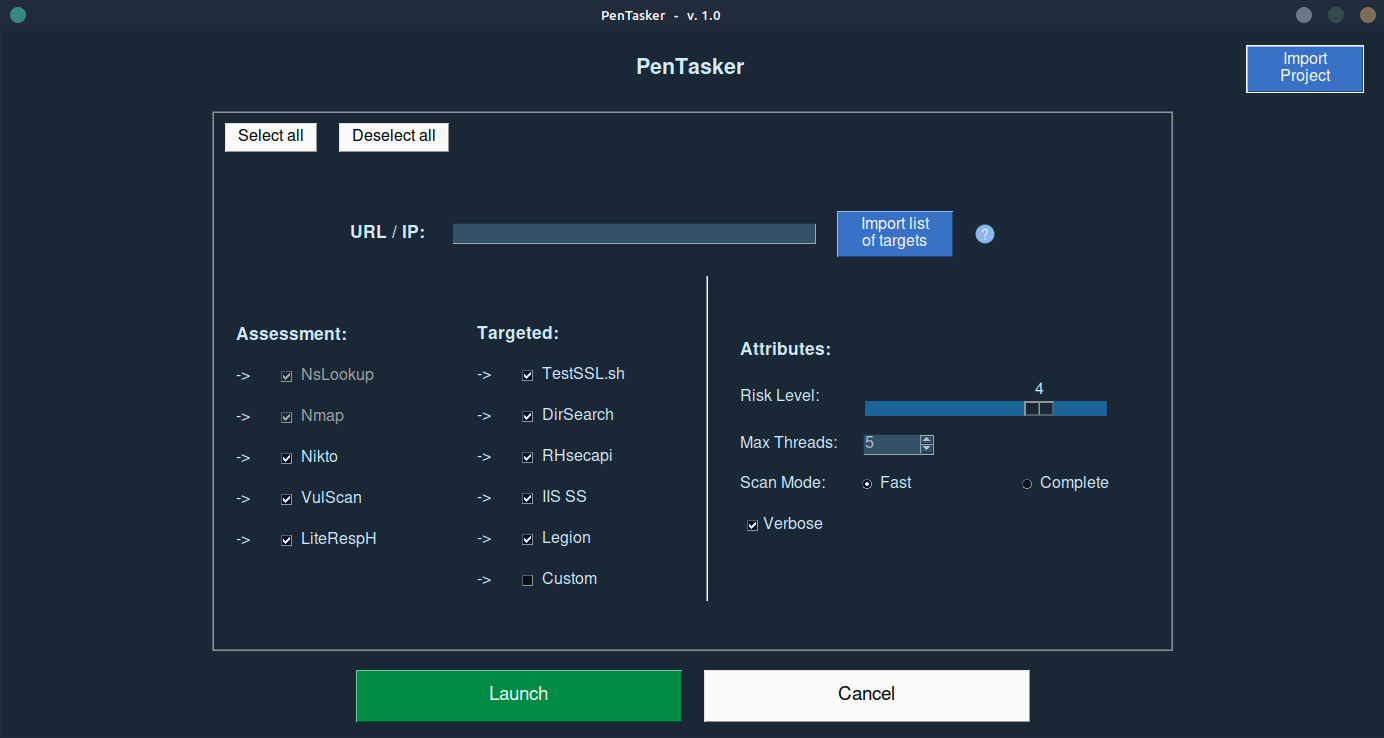 PenTasker - v. 1.0
PenTasker
Import
Project
Select all
Deselect all
URL / IP:
Import list
of targets
?
Assessment:
-> NsLookup
-> Nmap
-> Nikto
-> VulScan
-> LiteRespH
Targeted:
-> TestSSL.sh
-> DirSearch
-> RHsecapi
-> IIS SS
-> Legion
-> Custom
Attributes:
4
Risk Level:
Max Threads: 5
Scan Mode: Fast Complete
Verbose
Launch
Cancel